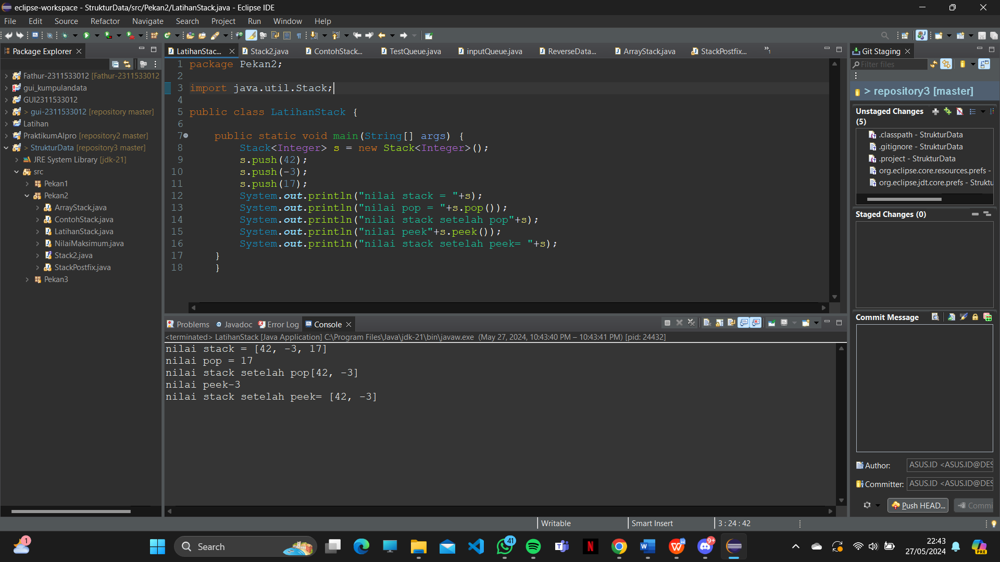 eclipse-workspace - StrukturData/src/Pekan2/LatihanStack.java - Eclipse IDE
File Edit Source Refactor Navigate Search Project Run Window Help
Package Explorer
Fathur-2311533012 [Fathur-2311533012
gui_kumpulandata
GUI2311533012
> gui-2311533012 [repository master]
Latihan
PraktikumAlpro [repository2 master]
> StrukturData [repository3 master]
JRE System Library [jdk-21]
src
Pekan1
Pekan2
ArrayStack.java
ContohStack.java
LatihanStack.java
NilaiMaksimum.java
Stack2.java
StackPostfix.java
Pekan3
LatihanStac... Stack2.java ContohStack... TestQueue.java inputQueue.java ReverseData... ArrayStack.java StackPostfix... »1
1 package Pekan2;
2
3 import java.util.Stack;
4
5 public class LatihanStack {
6
7 public static void main(String[] args) {
8 Stack<Integer> s = new Stack<Integer>();
9 s.push(42);
10 s.push(-3);
11 s.push(17);
12 System.out.println("nilai stack = "+s);
13 System.out.println("nilai pop = "+s.pop());
14 System.out.println("nilai stack setelah pop"+s);
15 System.out.println("nilai peek"+s.peek());
16 System.out.println("nilai stack setelah peek= "+s);
17 }
18 }
Problems Javadoc Error Log Console
<terminated> LatihanStack [Java Application] C:\Program Files\Java\jdk-21\bin\javaw.exe (May 27, 2024, 10:43:40 PM – 10:43:41 PM) [pid: 24432]
nilai stack = [42, -3, 17]
nilai pop = 17
nilai stack setelah pop[42, -3]
nilai peek-3
nilai stack setelah peek= [42, -3]
Git Staging
Filter files
> repository3 [master]
Unstaged Changes
(5)
.classpath - StrukturData
.gitignore - StrukturData
.project - StrukturData
org.eclipse.core.resources.prefs -
org.eclipse.jdt.core.prefs - Struktu
Staged Changes (0)
Commit Message
Author: ASUS.ID <ASUS.ID@DES
Committer: ASUS.ID <ASUS.ID@DES
Push HEAD... Commi
Writable Smart Insert 3 : 24 : 42
1 Search 41 9+ PRE
22:43
27/05/2024